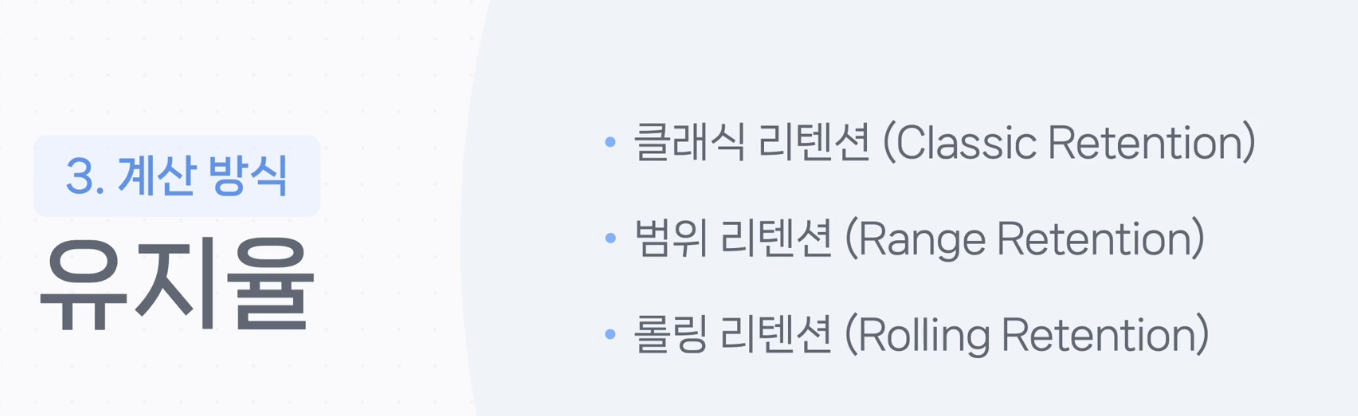 3. 계산 방식
유지율
• 클래식 리텐션 (Classic Retention)
• 범위 리텐션 (Range Retention)
• 롤링 리텐션 (Rolling Retention)